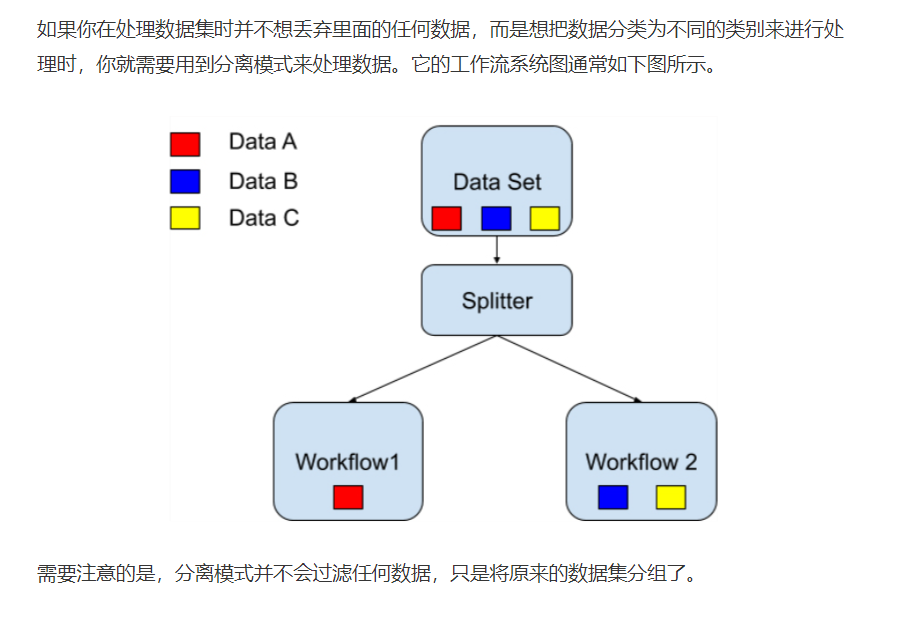 如果你在处理数据集时并不想丢弃里面的任何数据，而是想把数据分类为不同的类别来进行处
理时，你就需要用到分离模式来处理数据。它的工作流系统图通常如下图所示。
Data A
Data B
Data C
Data Set
Splitter
Workflow1
Workflow 2
需要注意的是，分离模式并不会过滤任何数据，只是将原来的数据集分组了。